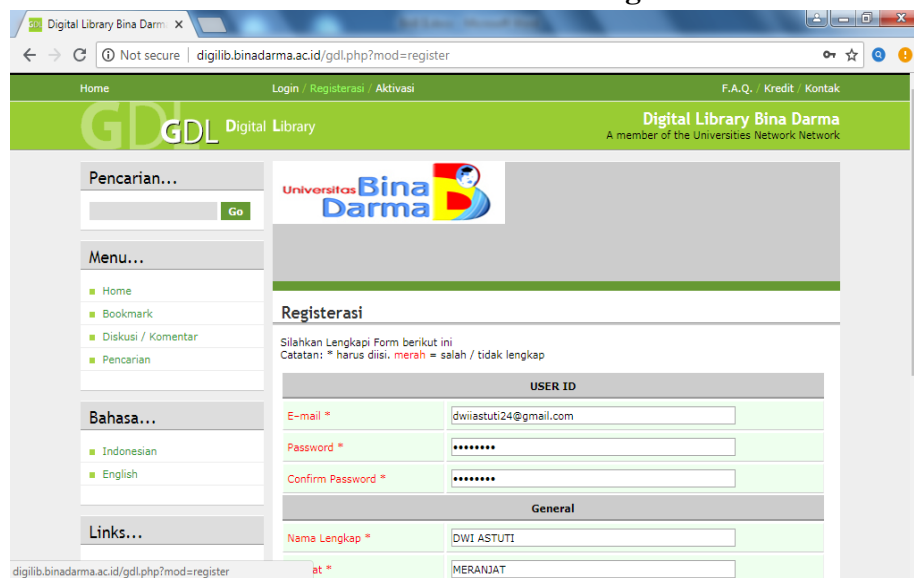 Digital Library Bina Darm
Not secure | digilib.binadarma.ac.id/gdl.php?mod=register
Home Login / Registerasi / Aktivasi F.A.Q. / Kredit / Kontak
GDL GDL Digital Library Digital Library Bina Darma
A member of the Universities Network Network
Pencarian...
Go
Universitas Bina
Darma
Menu...
Home
Bookmark
Diskusi / Komentar
Pencarian
Registerasi
Silahkan Lengkapi Form berikut ini
Catatan: * harus diisi. merah = salah / tidak lengkap
USER ID
E-mail * dwiiastuti24@gmail.com
Password * ••••••••
Confirm Password * ••••••••
Bahasa...
Indonesian
English
General
Links...
Nama Lengkap * DWI ASTUTI
at * MERANJAT
digilib.binadarma.ac.id/gdl.php?mod=register